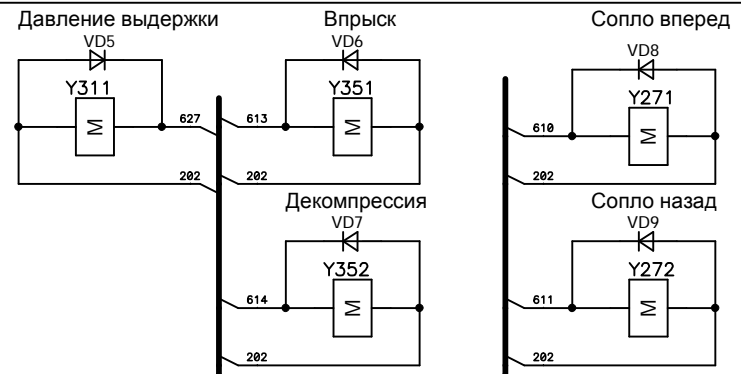 Давление выдержки
VD5
Y311
M
627
202
Впрыск
VD6
Y351
M
613
202
Декомпрессия
VD7
Y352
M
614
202
Сопло вперед
VD8
Y271
M
610
202
Сопло назад
VD9
Y272
M
611
202